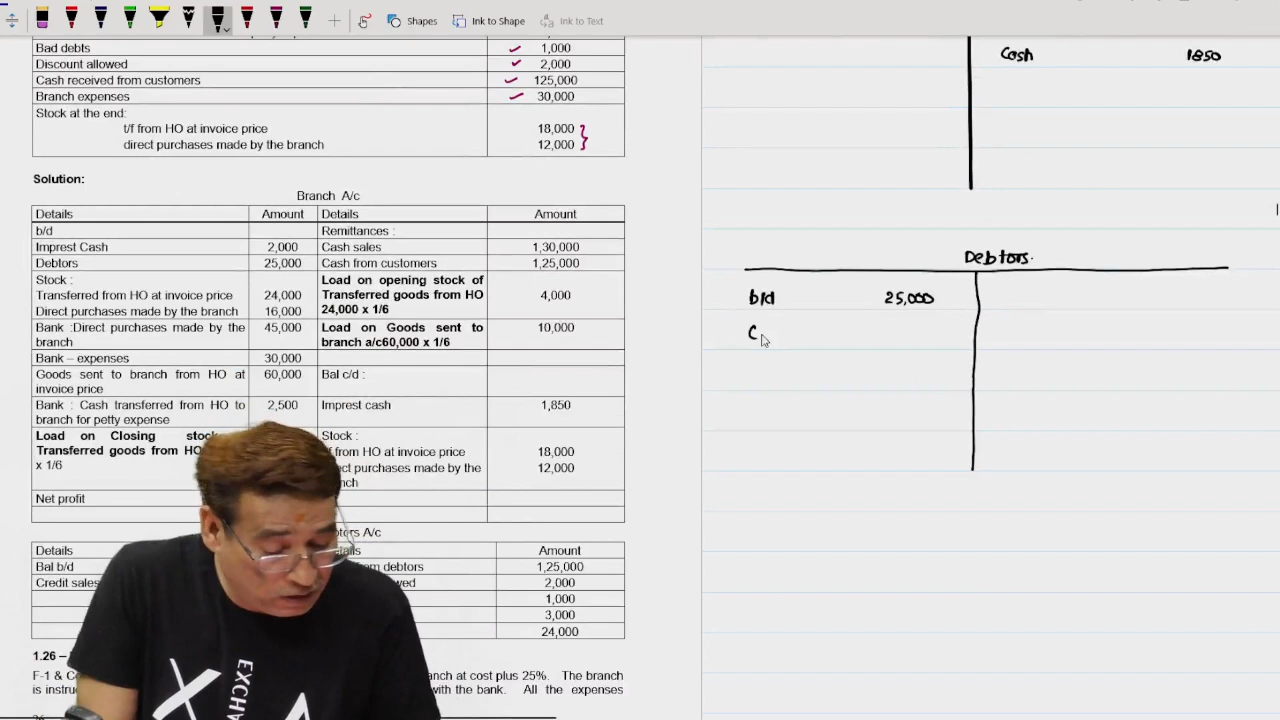 Shapes Ink to Shape Ink to Text
Bad debts 1,000
Discount allowed 2,000
Cash received from customers 125,000
Branch expenses 30,000
Stock at the end:
t/f from HO at invoice price 18,000
direct purchases made by the branch 12,000
Solution:
Branch A/c
Details Amount Details Amount
b/d Remittances :
Imprest Cash 2,000 Cash sales 1,30,000
Debtors 25,000 Cash from customers 1,25,000
Stock : Load on opening stock of
Transferred from HO at invoice price 24,000 Transferred goods from HO 4,000
Direct purchases made by the branch 16,000 24,000 x 1/6
Bank :Direct purchases made by the 45,000 Load on Goods sent to 10,000
branch branch a/c60,000 x 1/6
Bank – expenses 30,000
Goods sent to branch from HO at 60,000 Bal c/d :
invoice price
Bank : Cash transferred from HO to 2,500 Imprest cash 1,850
branch for petty expense
Load on Closing Stock :
Transferred goods from from HO at invoice price 18,000
x 1/6 purchases made by the 12,000
Net profit
A/c
Details Amount
Bal b/d debtors 1,25,000
Credit sales 2,000
1,000
3,000
24,000
1.26 –
F-1 & at cost plus 25%. The branch
is with the bank. All the expenses
Cash 1850
Debtors.
b/d 25,000
C